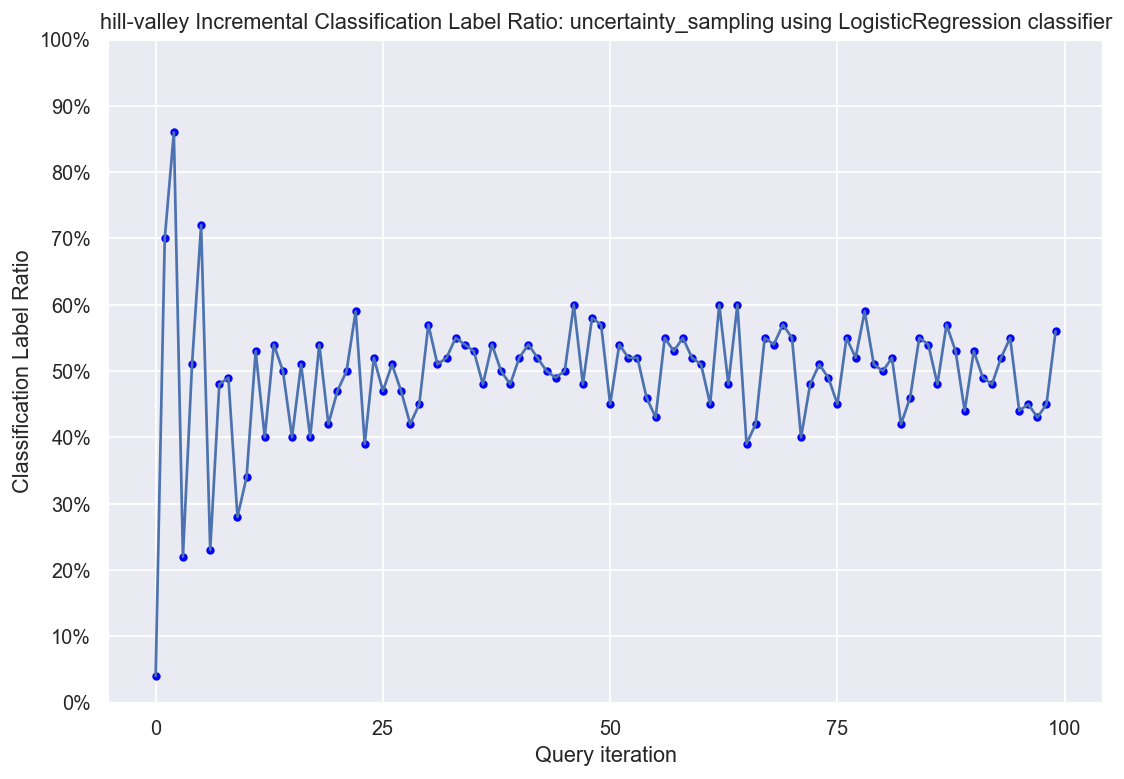 hill-valley Incremental Classification Label Ratio: uncertainty_sampling using LogisticRegression classifier
100%
90%
80%
70%
60%
50%
40%
30%
20%
10%
0%
Classification Label Ratio
0 25 50 75 100
Query iteration